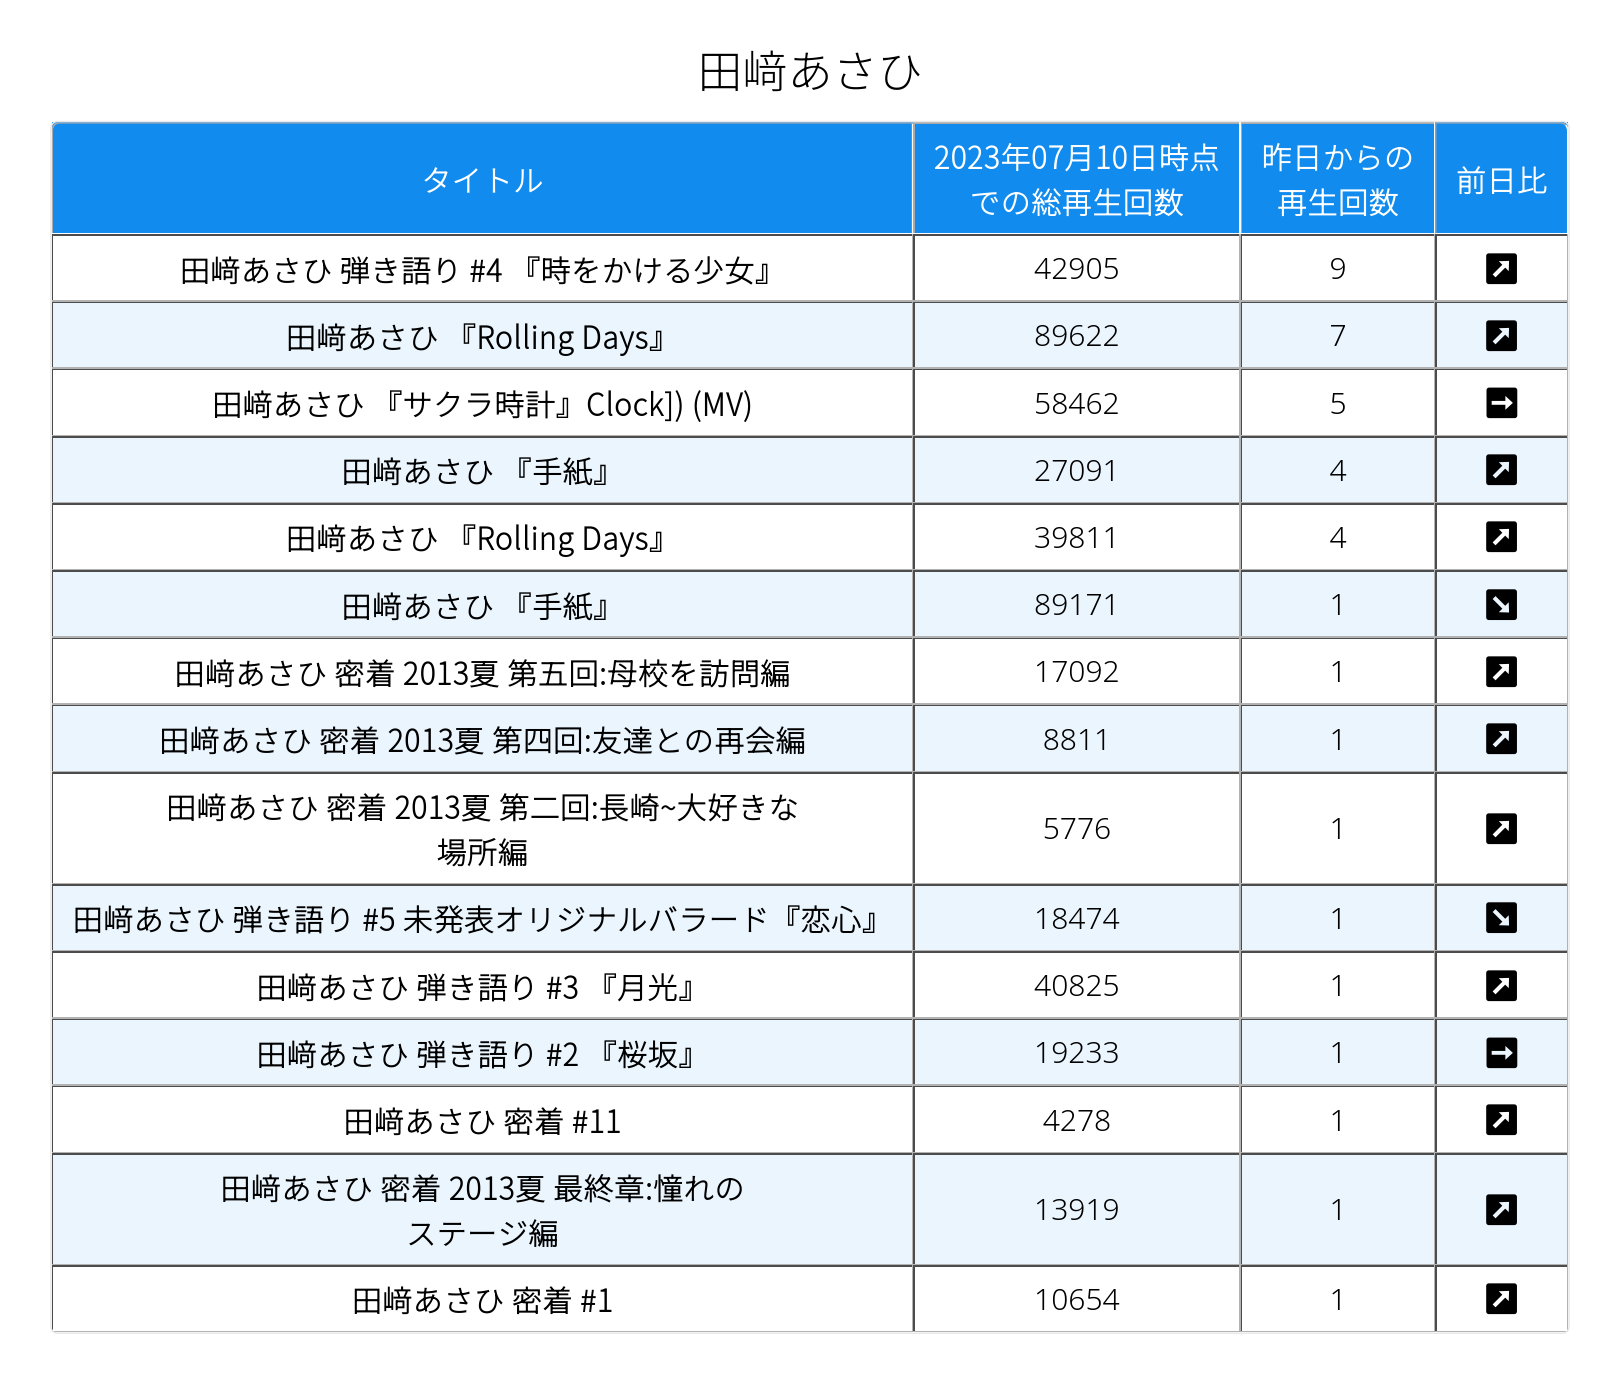 田﨑あさひ
タイトル
2023年07月10日時点
での総再生回数
昨日からの
再生回数
前日比
田﨑あさひ 弾き語り #4 『時をかける少女』 42905 9
田﨑あさひ 『Rolling Days』 89622 7
田﨑あさひ 『サクラ時計』Clock]) (MV) 58462 5
田﨑あさひ 『手紙』 27091 4
田﨑あさひ 『Rolling Days』 39811 4
田﨑あさひ 『手紙』 89171 1
田﨑あさひ 密着 2013夏 第五回:母校を訪問編 17092 1
田﨑あさひ 密着 2013夏 第四回:友達との再会編 8811 1
田﨑あさひ 密着 2013夏 第二回:長崎~大好きな
場所編
5776 1
田﨑あさひ 弾き語り #5 未発表オリジナルバラード『恋心』 18474 1
田﨑あさひ 弾き語り #3 『月光』 40825 1
田﨑あさひ 弾き語り #2 『桜坂』 19233 1
田﨑あさひ 密着 #11 4278 1
田﨑あさひ 密着 2013夏 最終章:憧れの
ステージ編
13919 1
田﨑あさひ 密着 #1 10654 1